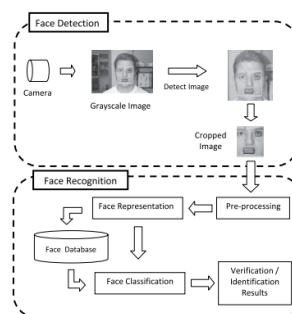 Face Detection
Camera
Grayscale Image
Detect Image
Cropped
Image
Face Recognition
Face Representation
Pre-processing
Face Database
Face Classification
Verification /
Identification
Results